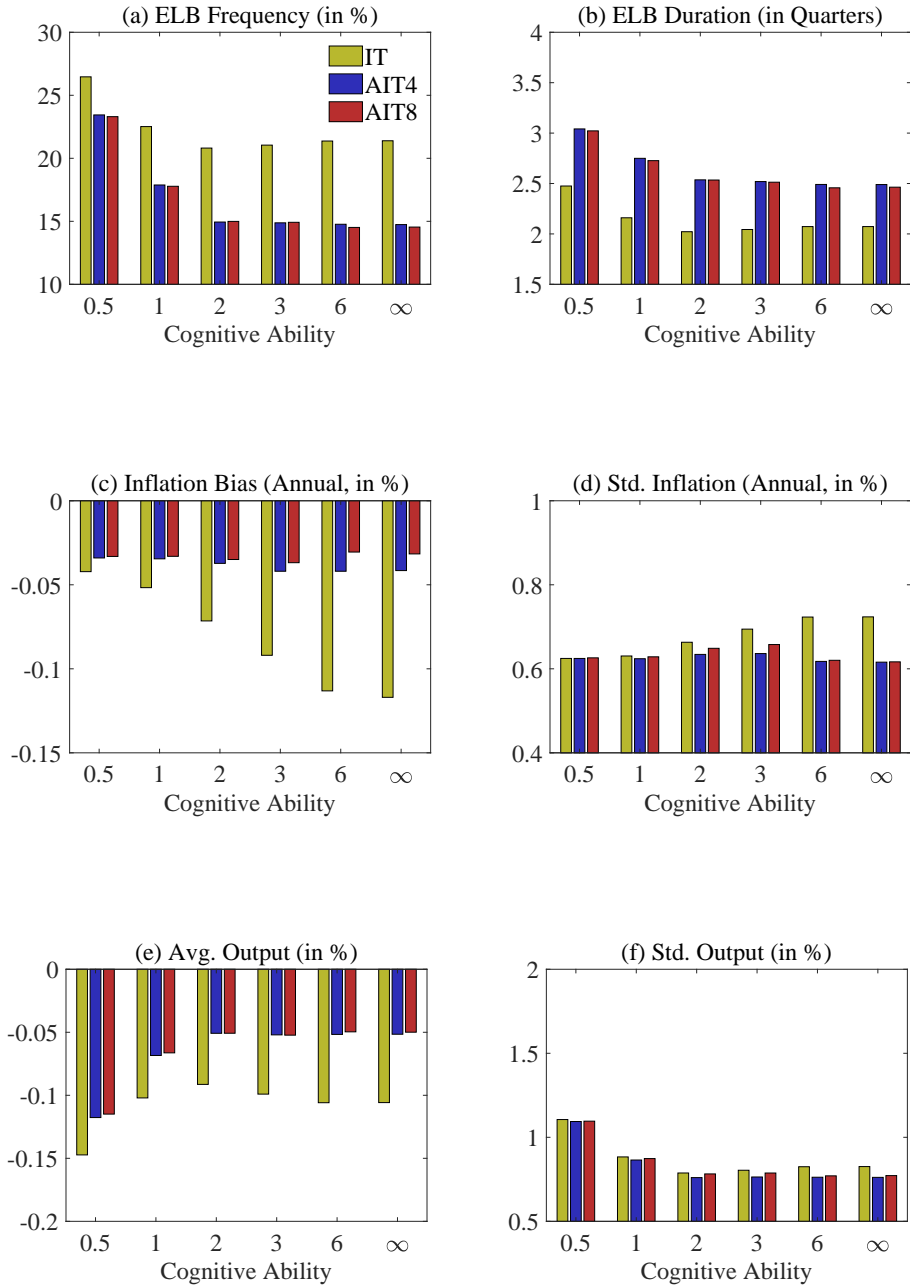 (a) ELB Frequency (in %)
30
25
20
15
10
IT
AIT4
AIT8
0.5 1 2 3 6 ∞
Cognitive Ability
(b) ELB Duration (in Quarters)
4
3.5
3
2.5
2
1.5
0.5 1 2 3 6 ∞
Cognitive Ability
(c) Inflation Bias (Annual, in %)
0
-0.05
-0.1
-0.15
0.5 1 2 3 6 ∞
Cognitive Ability
(d) Std. Inflation (Annual, in %)
1
0.8
0.6
0.4
0.5 1 2 3 6 ∞
Cognitive Ability
(e) Avg. Output (in %)
0
-0.05
-0.1
-0.15
-0.2
0.5 1 2 3 6 ∞
Cognitive Ability
(f) Std. Output (in %)
2
1.5
1
0.5
0.5 1 2 3 6 ∞
Cognitive Ability